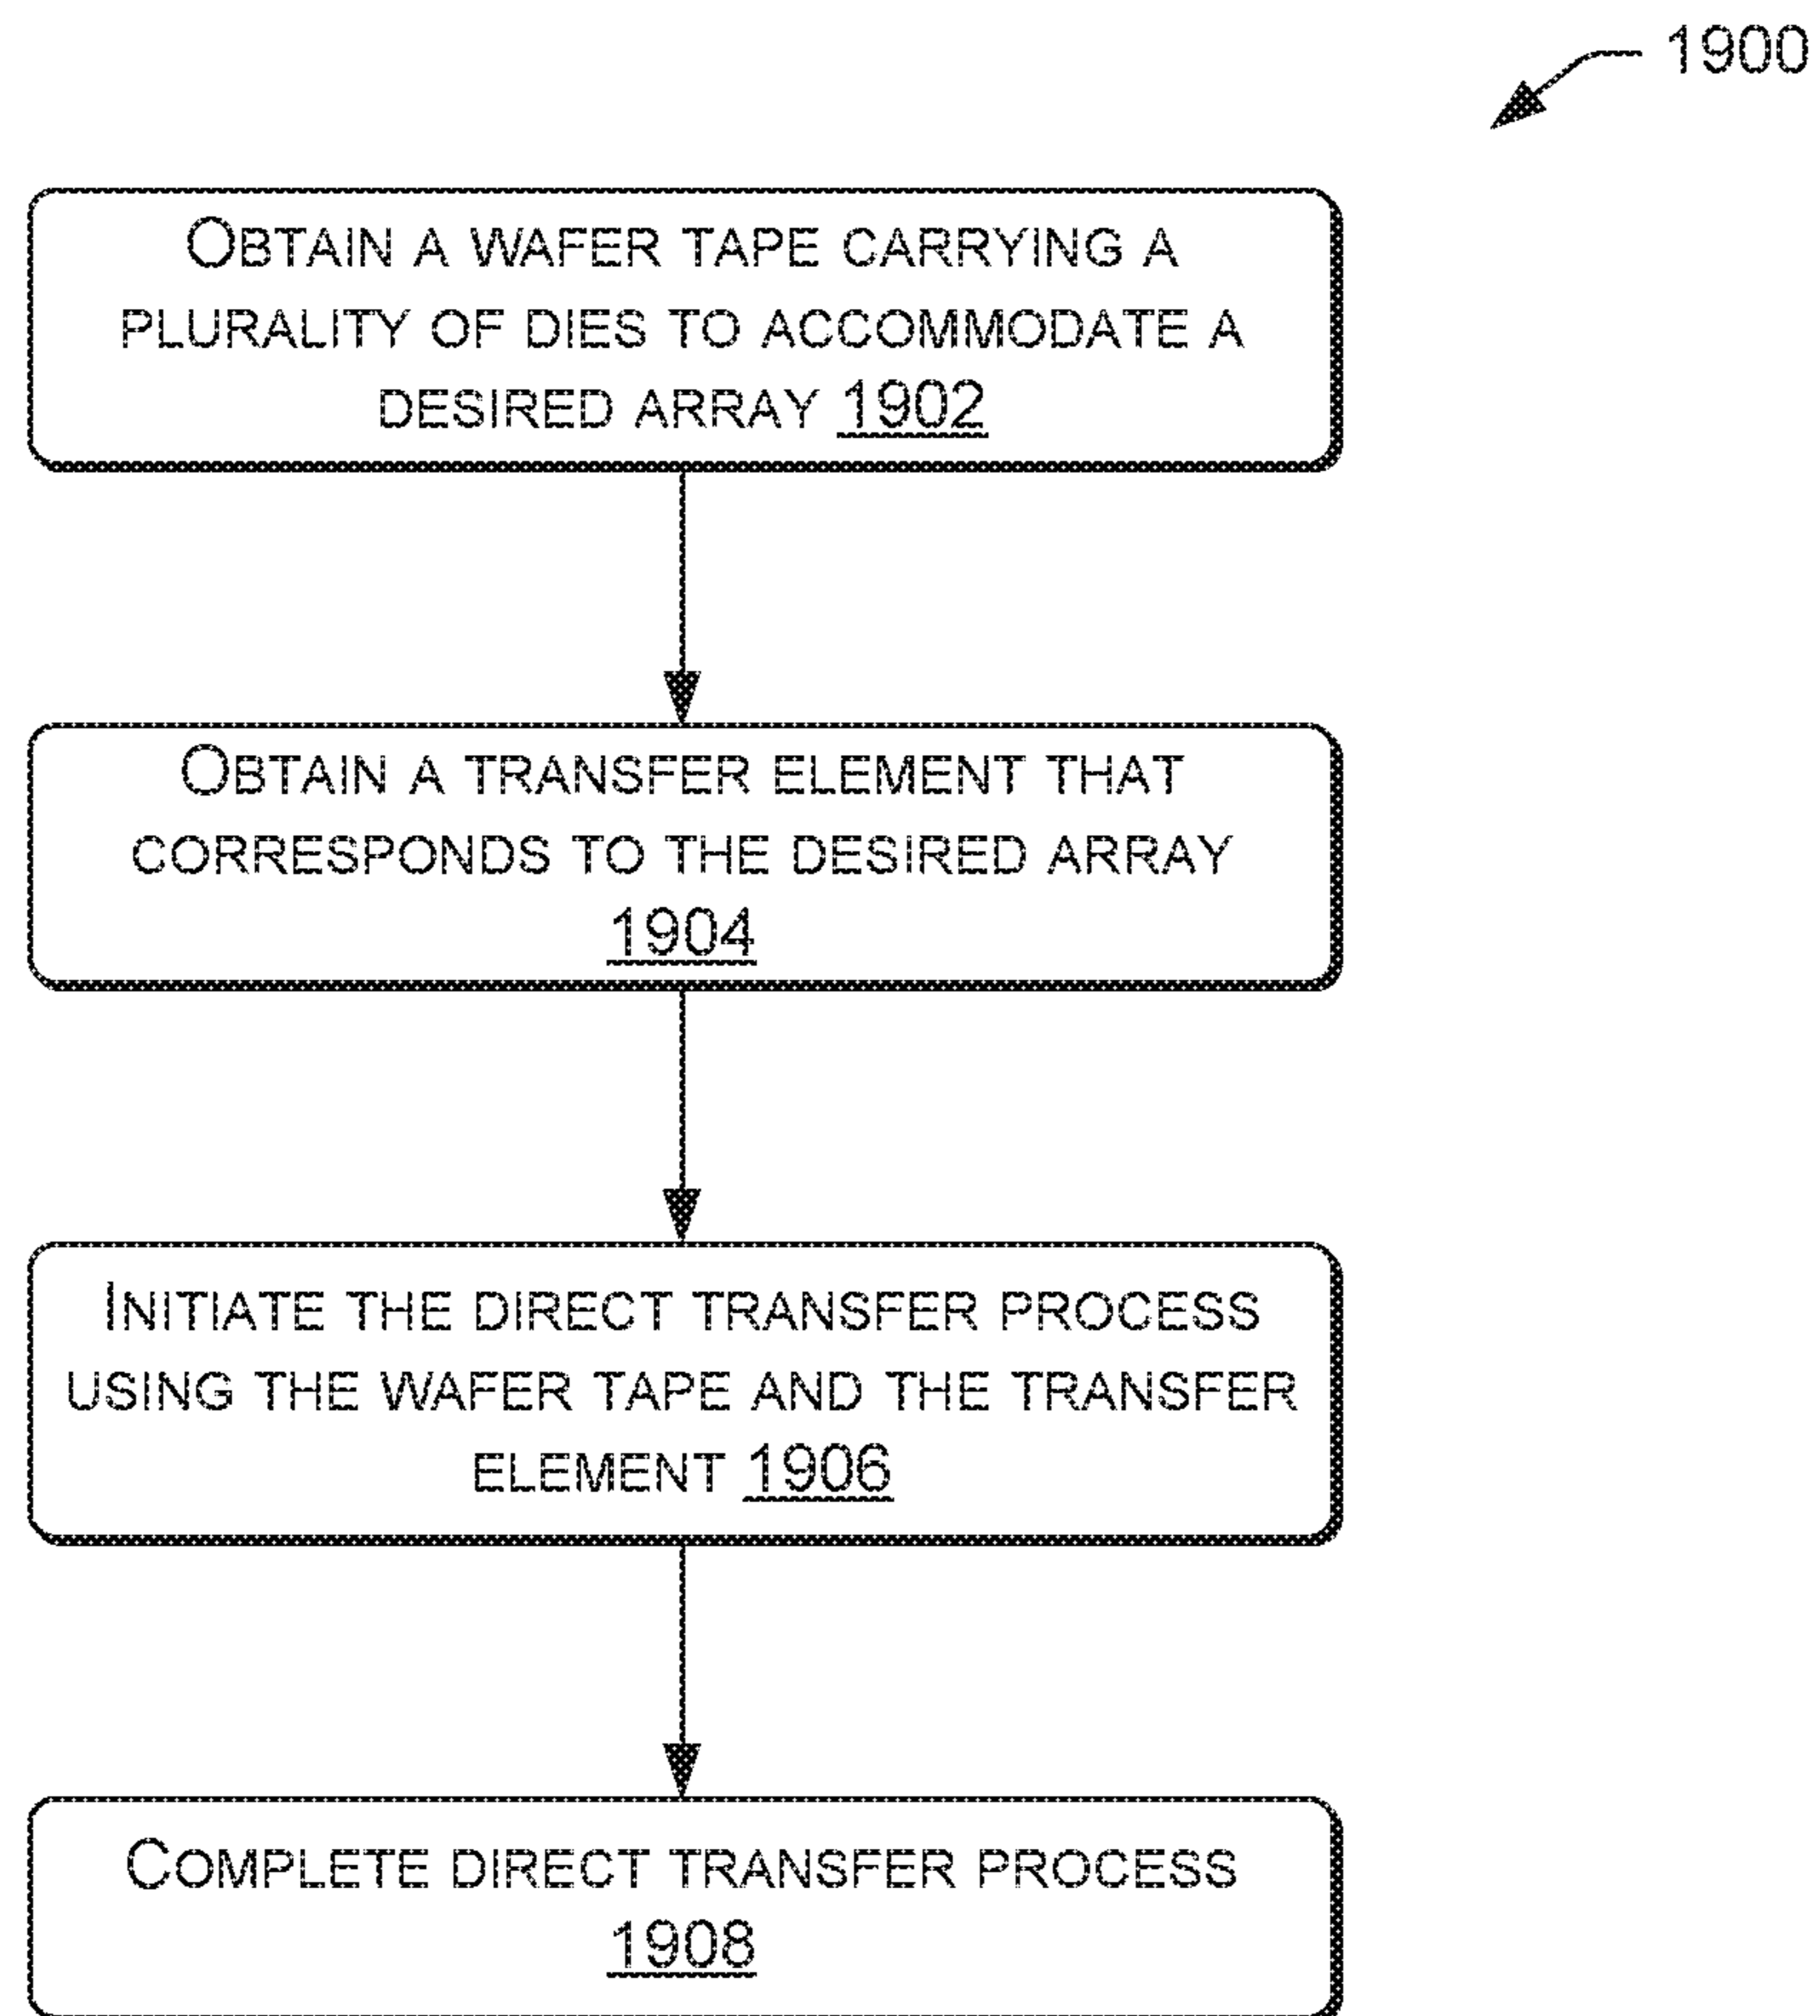 1900
OBTAIN A WAFER TAPE CARRYING A
PLURALITY OF DIES TO ACCOMMODATE A
DESIRED ARRAY 1902
OBTAIN A TRANSFER ELEMENT THAT
CORRESPONDS TO THE DESIRED ARRAY
1904
INITIATE THE DIRECT TRANSFER PROCESS
USING THE WAFER TAPE AND THE TRANSFER
ELEMENT 1906
COMPLETE DIRECT TRANSFER PROCESS
1908